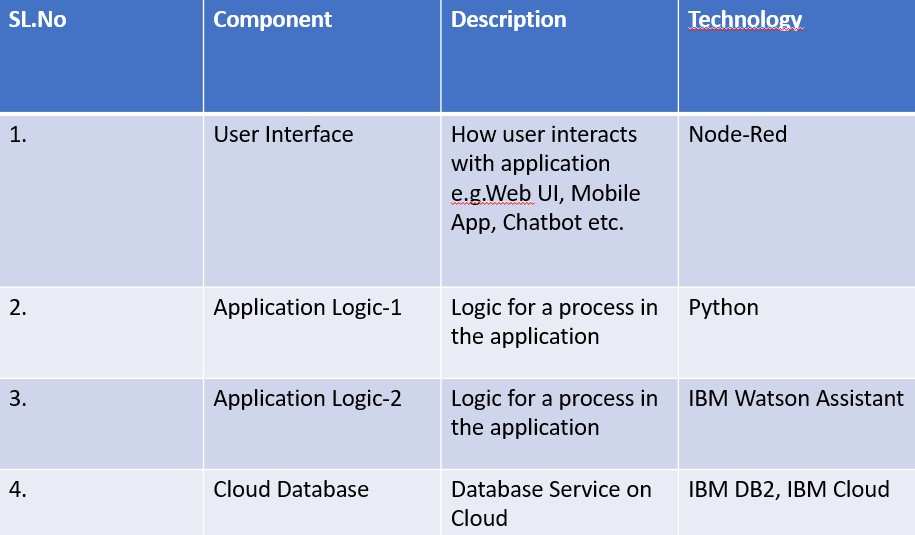 SL.No Component Description Technology
1. User Interface How user interacts Node-Red
with application
e.g.Web UI, Mobile
App, Chatbot etc.
2. Application Logic-1 Logic for a process in Python
the application
3. Application Logic-2 Logic for a process in IBM Watson Assistant
the application
4. Cloud Database Database Service on IBM DB2, IBM Cloud
Cloud